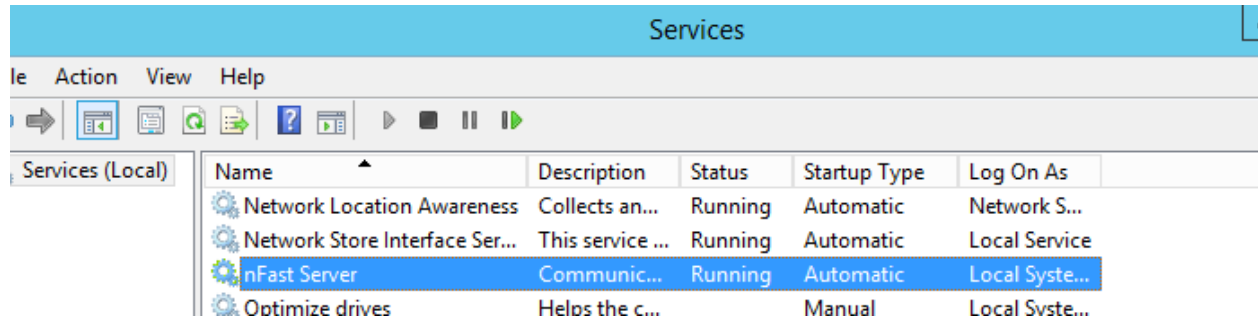 Services
le Action View Help
Services (Local)
Name Description Status Startup Type Log On As
Network Location Awareness Collects an... Running Automatic Network S...
Network Store Interface Ser... This service ... Running Automatic Local Service
nFast Server Communic... Running Automatic Local Syste...
Optimize drives Helps the c... Manual Local Syste...